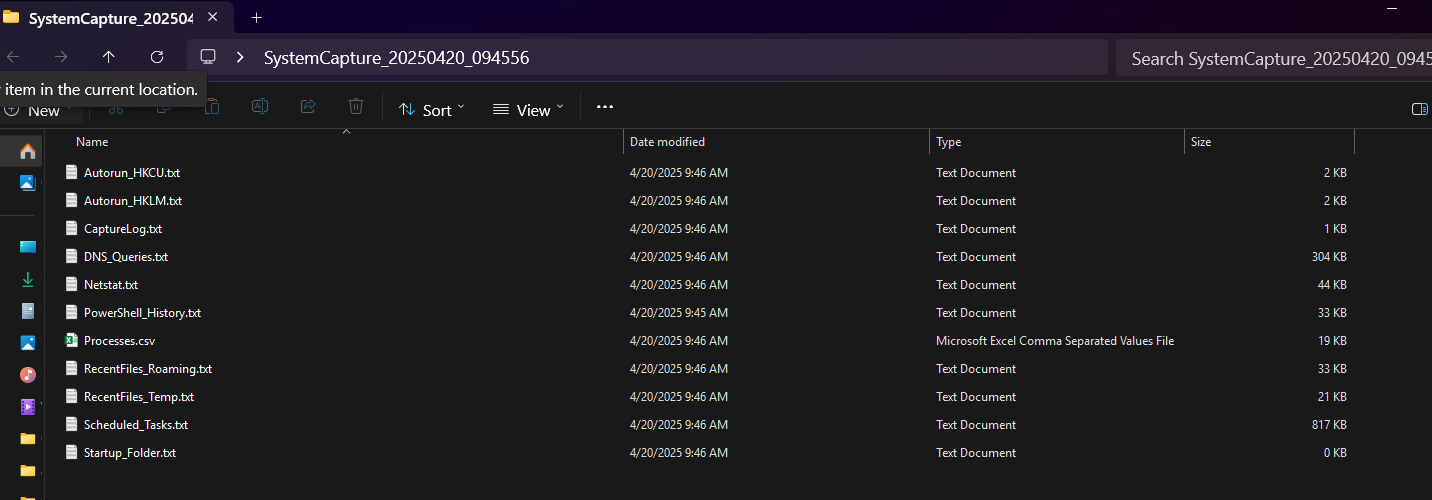 SystemCapture_20250
SystemCapture_20250420_094556
Search SystemCapture_20250420_094
item in the current location.
New
Sort
View
Name Date modified Type Size
Autorun_HKCU.txt 4/20/2025 9:46 AM Text Document 2 KB
Autorun_HKLM.txt 4/20/2025 9:46 AM Text Document 2 KB
CaptureLog.txt 4/20/2025 9:46 AM Text Document 1 KB
DNS_Queries.txt 4/20/2025 9:46 AM Text Document 304 KB
Netstat.txt 4/20/2025 9:46 AM Text Document 44 KB
PowerShell_History.txt 4/20/2025 9:45 AM Text Document 33 KB
Processes.csv 4/20/2025 9:46 AM Microsoft Excel Comma Separated Values File 19 KB
RecentFiles_Roaming.txt 4/20/2025 9:46 AM Text Document 33 KB
RecentFiles_Temp.txt 4/20/2025 9:46 AM Text Document 21 KB
Scheduled_Tasks.txt 4/20/2025 9:46 AM Text Document 817 KB
Startup_Folder.txt 4/20/2025 9:46 AM Text Document 0 KB